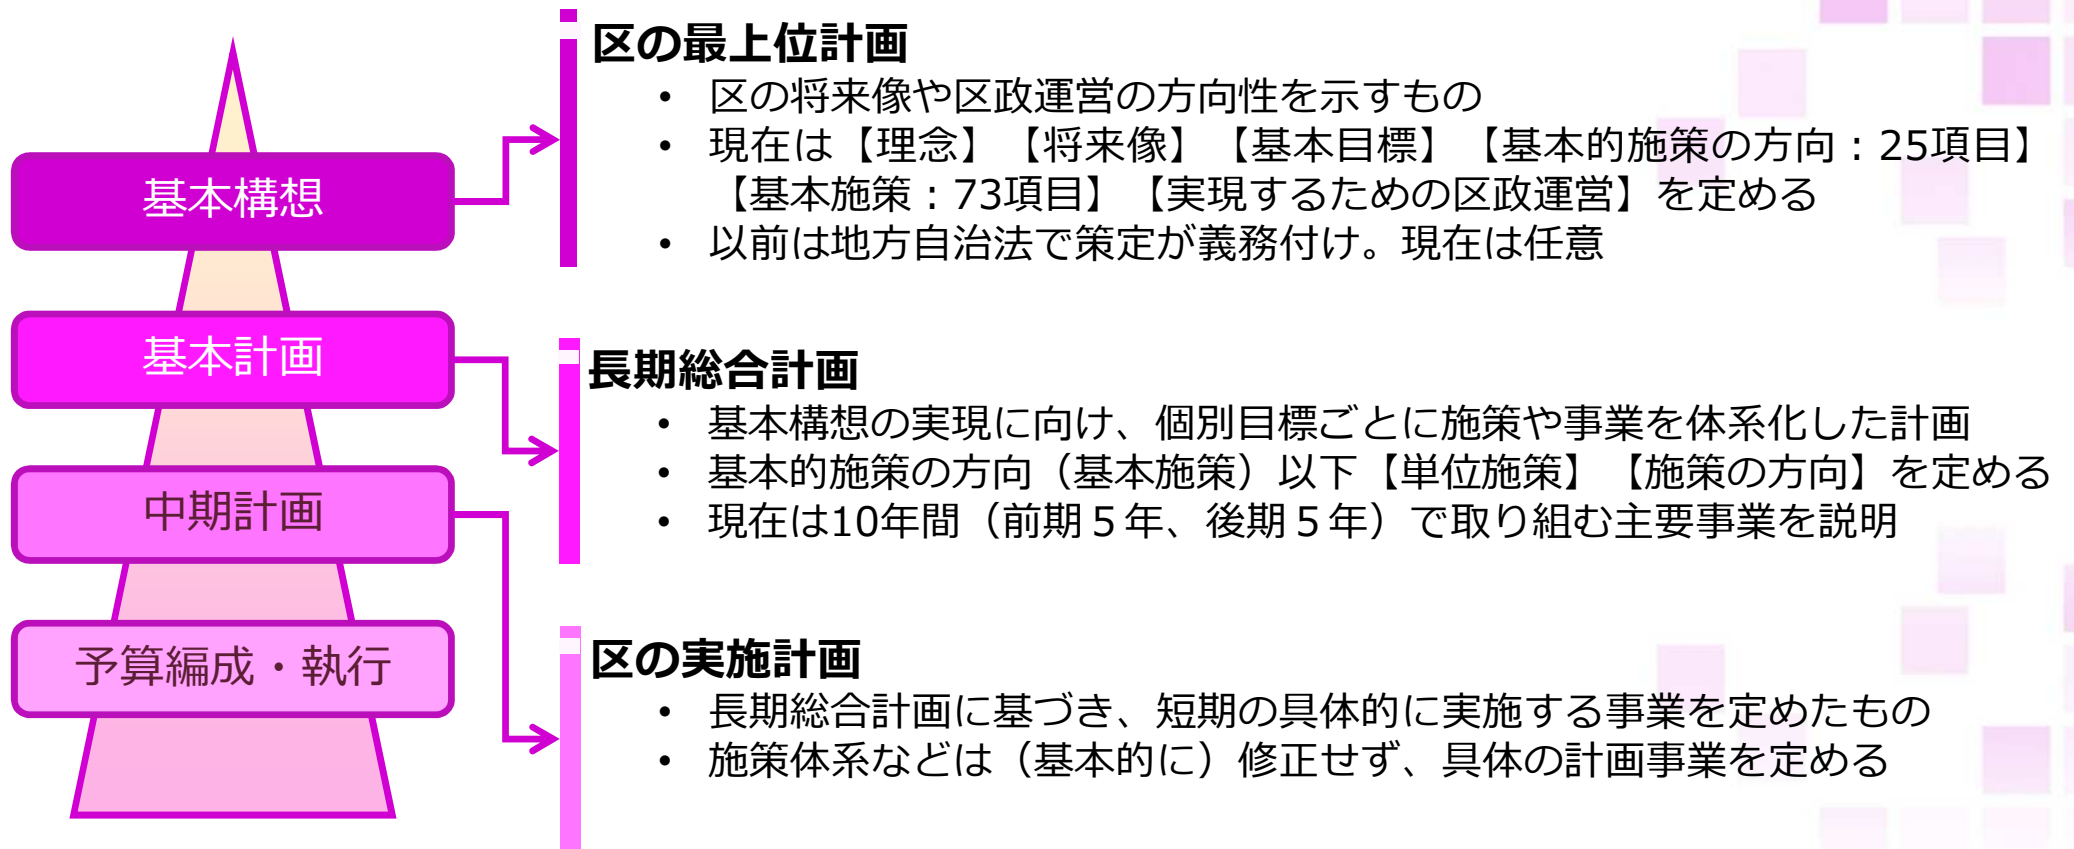 基本構想
基本計画
中期計画
予算編成・執行
区の最上位計画
• 区の将来像や区政運営の方向性を示すもの
• 現在は【理念】【将来像】【基本目標】【基本的施策の方向：25項目】
【基本施策：73項目】【実現するための区政運営】を定める
• 以前は地方自治法で策定が義務付け。現在は任意
長期総合計画
• 基本構想の実現に向け、個別目標ごとに施策や事業を体系化した計画
• 基本的施策の方向（基本施策）以下【単位施策】【施策の方向】を定める
• 現在は10年間（前期５年、後期５年）で取り組む主要事業を説明
区の実施計画
• 長期総合計画に基づき、短期の具体的に実施する事業を定めたもの
• 施策体系などは（基本的に）修正せず、具体の計画事業を定める